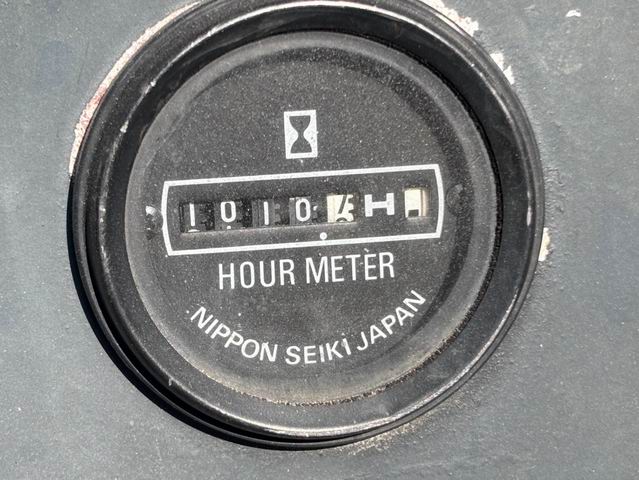 1010 H
HOUR METER
NIPPON SEIKI JAPAN